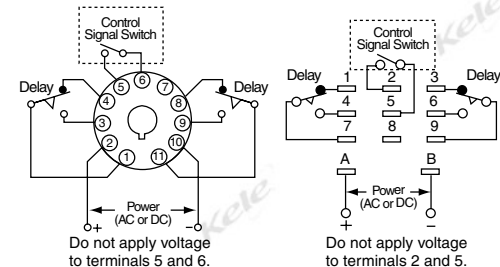 Control
Signal Switch
Delay
Delay
5
6
7
4
8
3
9
2
10
1
11
Power
(AC or DC)
+
−
Do not apply voltage
to terminals 5 and 6.
Control
Signal Switch
Delay
1
2
3
Delay
4
5
6
7
8
9
A
B
Power
(AC or DC)
+
−
Do not apply voltage
to terminals 2 and 5.
Kele
Kele